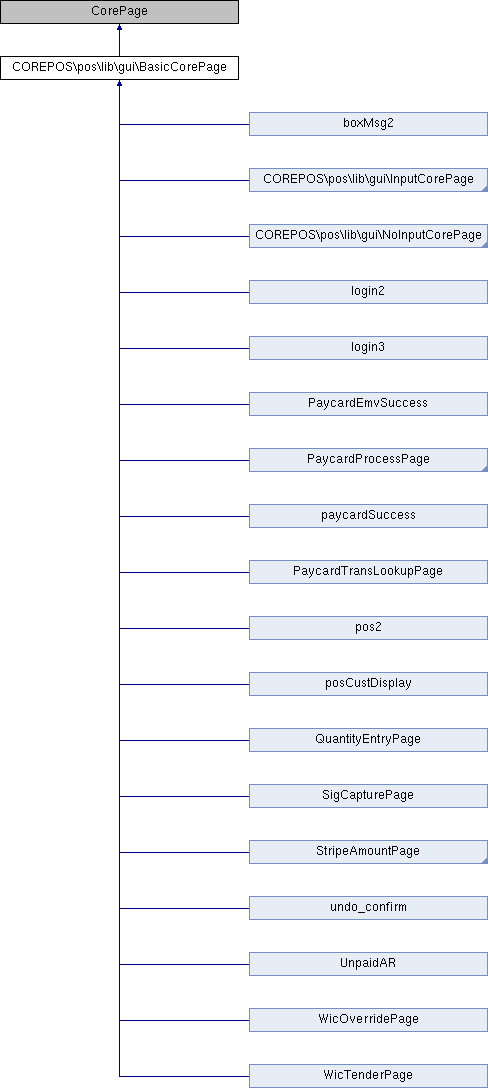 CorePage
COREPOS\pos\lib\gui\BasicCorePage
boxMsg2
COREPOS\pos\lib\gui\InputCorePage
COREPOS\pos\lib\gui\NoInputCorePage
login2
login3
PaycardEmvSuccess
PaycardProcessPage
paycardSuccess
PaycardTransLookupPage
pos2
posCustDisplay
QuantityEntryPage
SigCapturePage
StripeAmountPage
undo_confirm
UnpaidAR
WicOverridePage
WicTenderPage